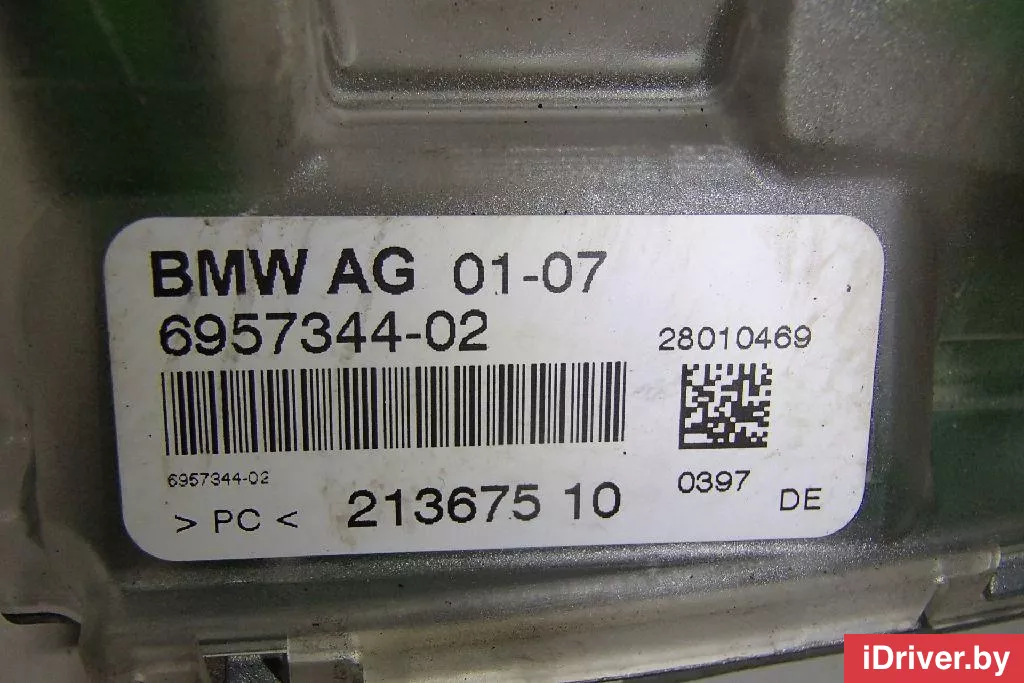 BMW AG 01-07
6957344-02
28010469
6957344-02
0397
> PC < 213675 10
DE
iDriver.by